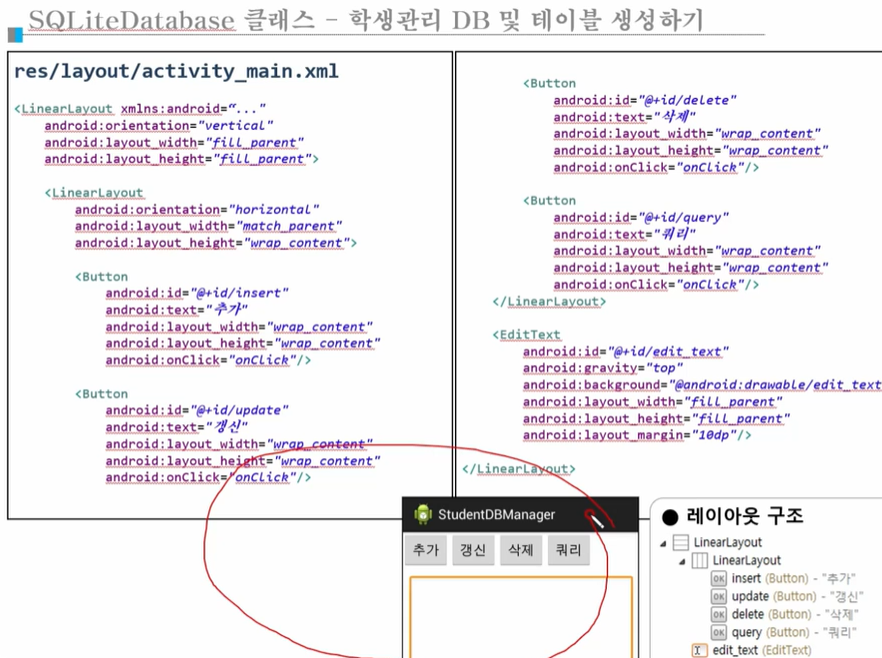 SQLiteDatabase 클래스 - 학생관리 DB 및 테이블 생성하기
res/layout/activity_main.xml
<LinearLayout xmlns:android="..."
android:orientation="vertical"
android:layout_width="fill_parent"
android:layout_height="fill_parent">
<LinearLayout
android:orientation="horizontal"
android:layout_width="match_parent"
android:layout_height="wrap_content">
<Button
android:id="@+id/insert"
android:text="추가"
android:layout_width="wrap_content"
android:layout_height="wrap_content"
android:onClick="onClick"/>
<Button
android:id="@+id/update"
android:text="갱신"
android:layout_width="wrap_content"
android:layout_height="wrap_content"
android:onClick="onClick"/>
<Button
android:id="@+id/delete"
android:text="삭제"
android:layout_width="wrap_content"
android:layout_height="wrap_content"
android:onClick="onClick"/>
<Button
android:id="@+id/query"
android:text="쿼리"
android:layout_width="wrap_content"
android:layout_height="wrap_content"
android:onClick="onClick"/>
</LinearLayout>
<EditText
android:id="@+id/edit_text"
android:gravity="top"
android:background="@android:drawable/edit_text
android:layout_width="fill_parent"
android:layout_height="fill_parent"
android:layout_margin="10dp"/>
</LinearLayout>
StudentDBManager
추가 갱신 삭제 쿼리
● 레이아웃 구조
LinearLayout
LinearLayout
OK insert (Button) - "추가"
OK update (Button) - "갱신"
OK delete (Button) - "삭제"
OK query (Button) - "쿼리"
edit_text (EditText)